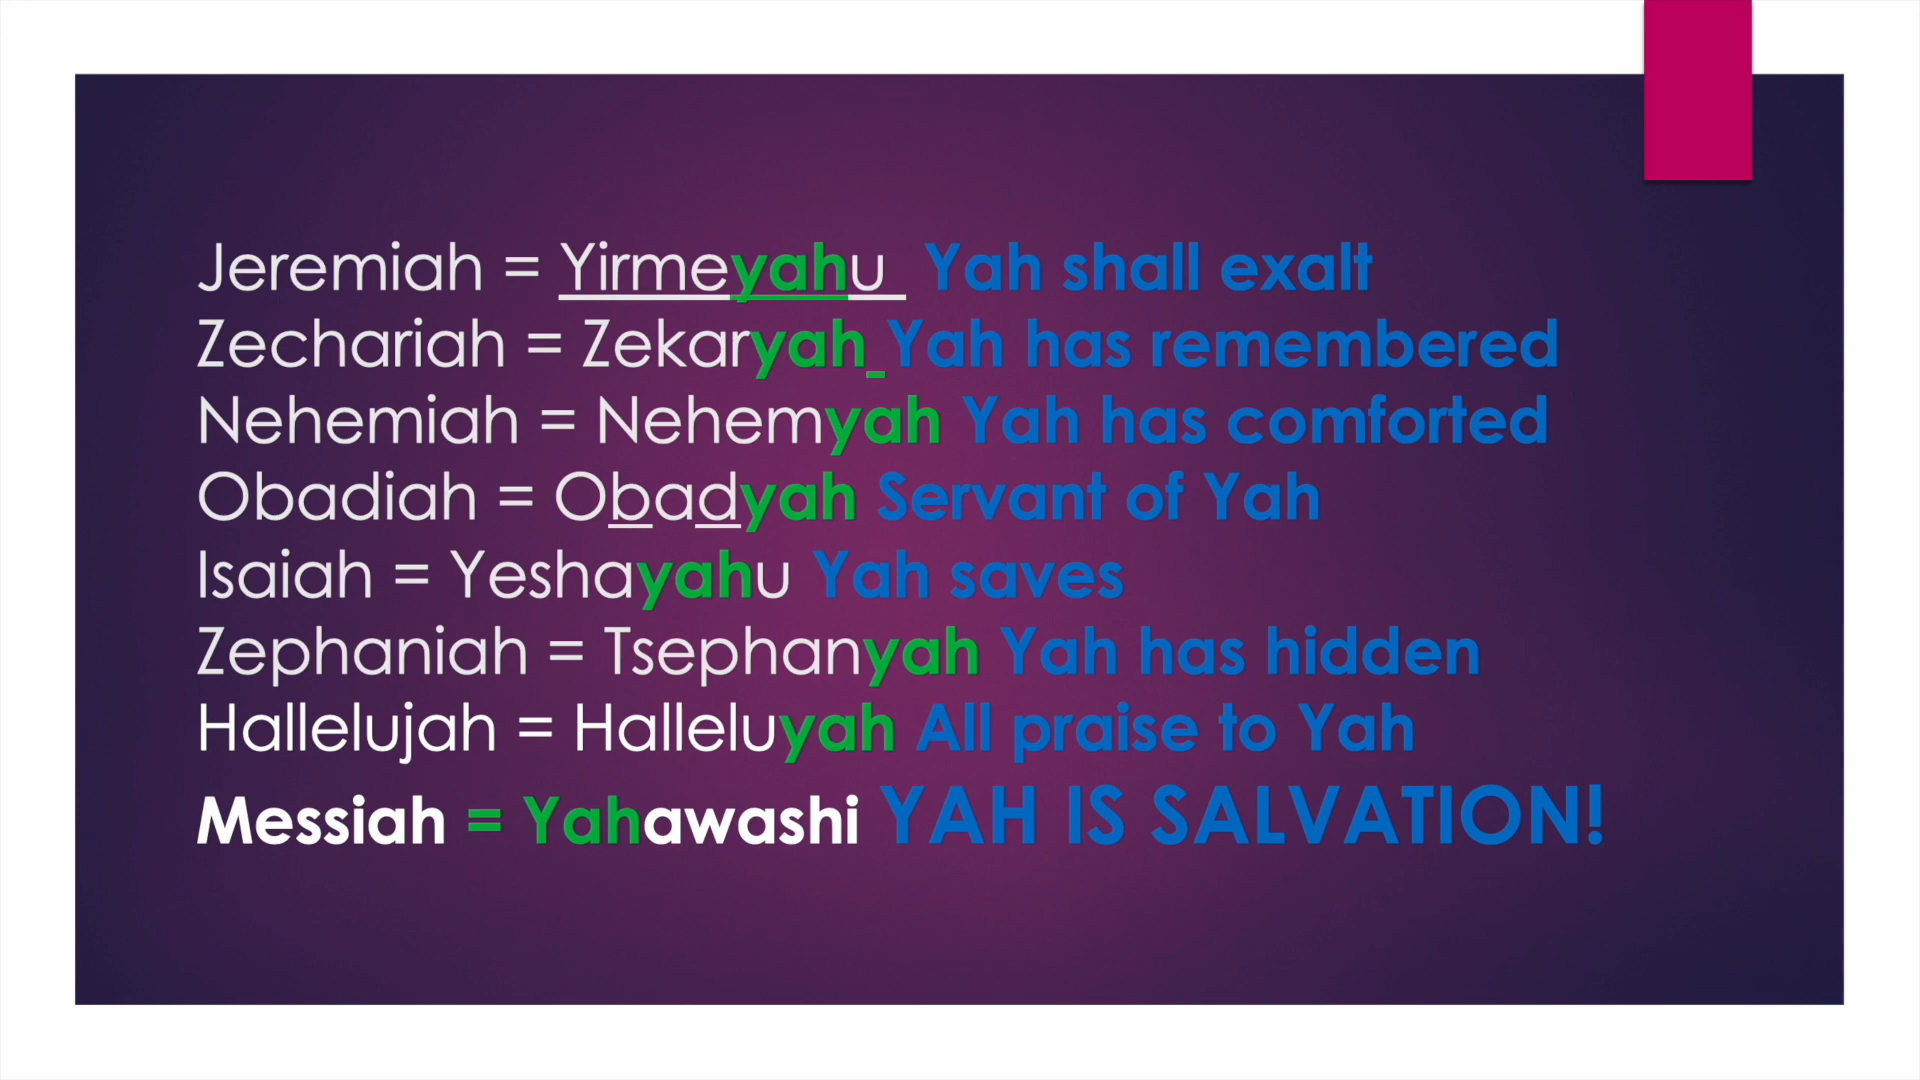 Jeremiah = Yirmeyahu Yah shall exalt
Zechariah = Zekaryah Yah has remembered
Nehemiah = Nehemyah Yah has comforted
Obadiah = Obadyah Servant of Yah
Isaiah = Yeshayahu Yah saves
Zephaniah = Tsephanyah Yah has hidden
Hallelujah = Halleluyah All praise to Yah
Messiah = Yahawashi YAH IS SALVATION!